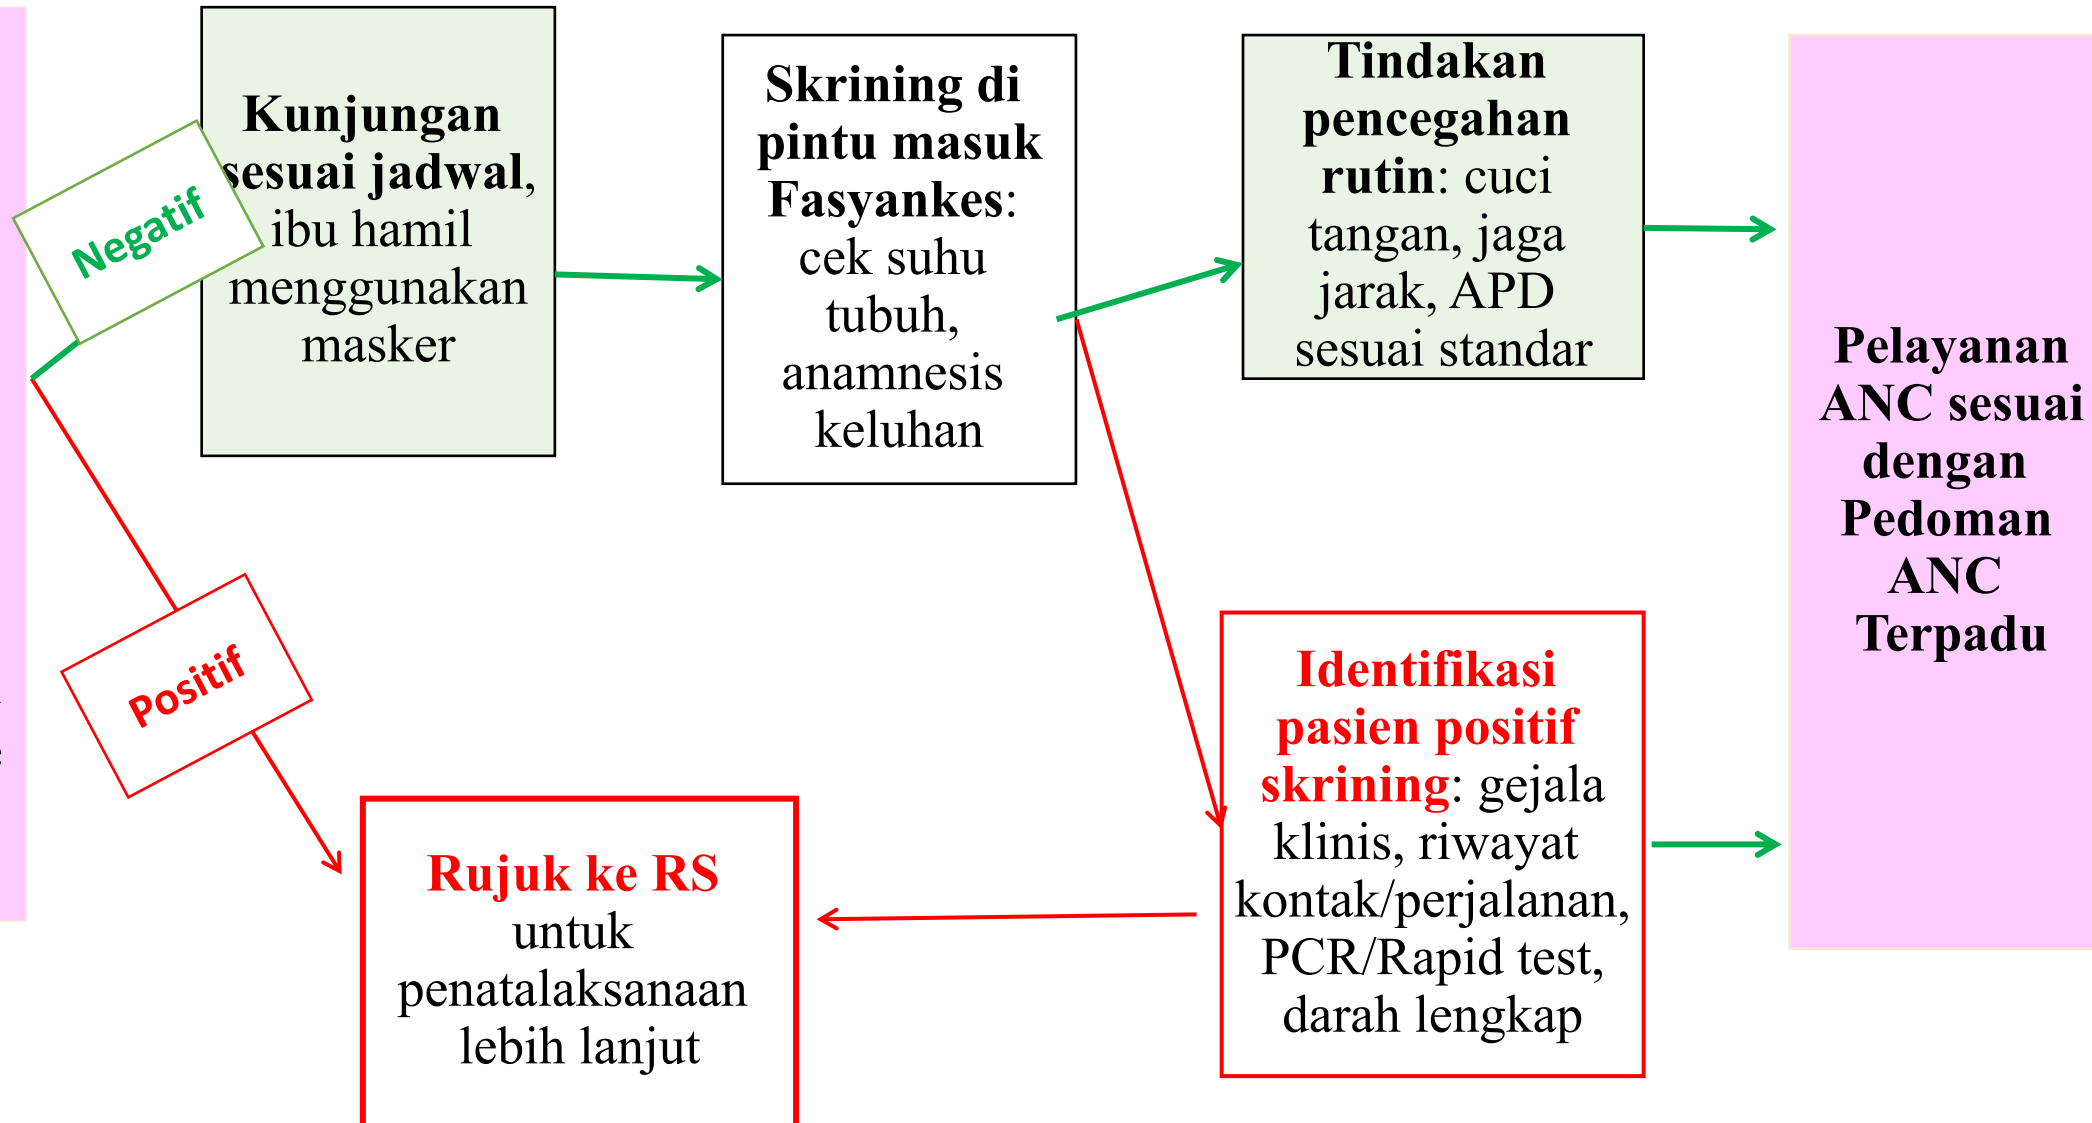 Negatif
Kunjungan
sesuai jadwal,
ibu hamil
menggunakan
masker
Skrining di
pintu masuk
Fasyankes:
cek suhu
tubuh,
anamnesis
keluhan
Tindakan
pencegahan
rutin: cuci
tangan, jaga
jarak, APD
sesuai standar
Pelayanan
ANC sesuai
dengan
Pedoman
ANC
Terpadu
Positif
Rujuk ke RS
untuk
penatalaksanaan
lebih lanjut
Identifikasi
pasien positif
skrining: gejala
klinis, riwayat
kontak/perjalanan,
PCR/Rapid test,
darah lengkap